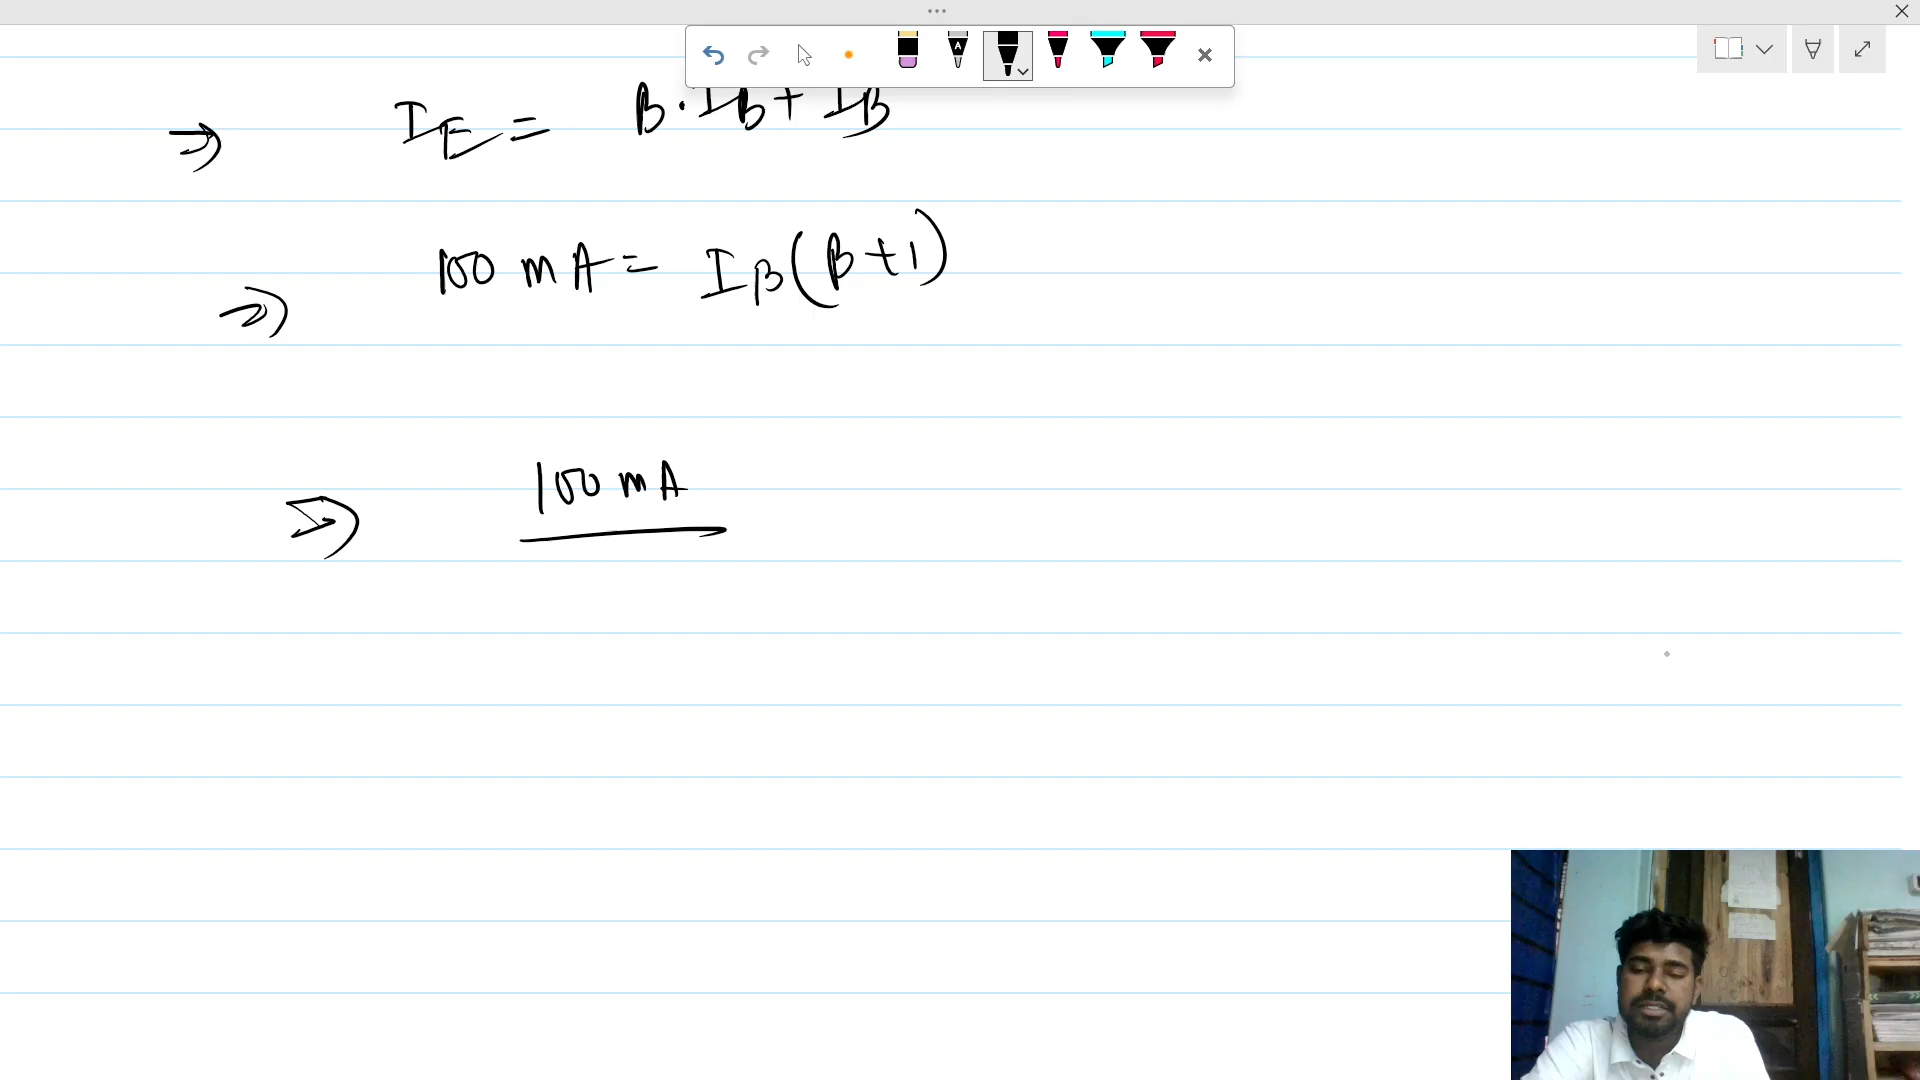 ⇒ I_E = β · I_B + I_B
⇒ 100 mA = I_B (β + 1)
⇒ 100 mA